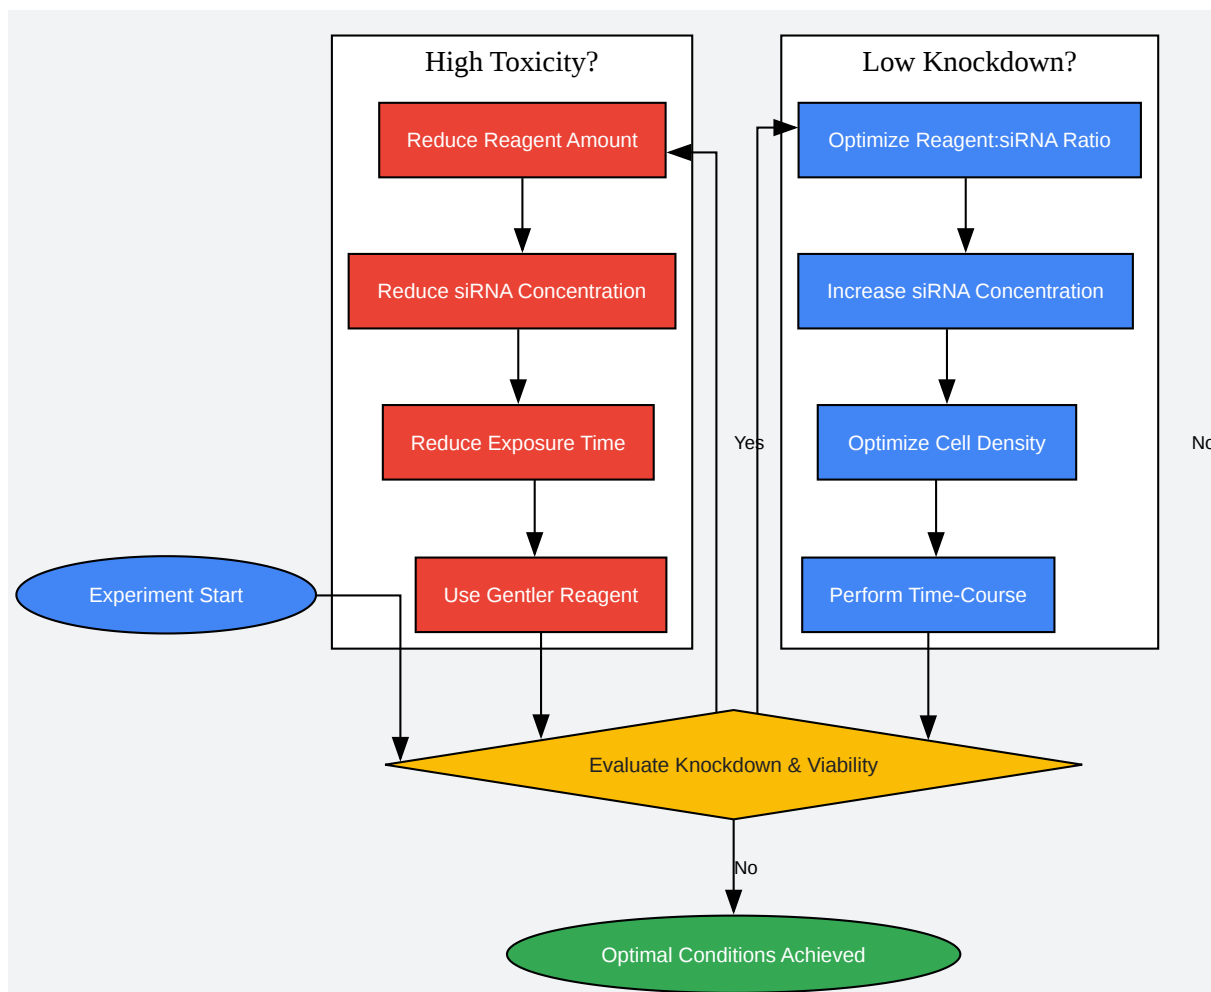 High Toxicity?
Low Knockdown?
Reduce Reagent Amount
Optimize Reagent:siRNA Ratio
Reduce siRNA Concentration
Increase siRNA Concentration
Reduce Exposure Time
Yes
Optimize Cell Density
No
Experiment Start
Use Gentler Reagent
Perform Time-Course
Evaluate Knockdown & Viability
No
Optimal Conditions Achieved